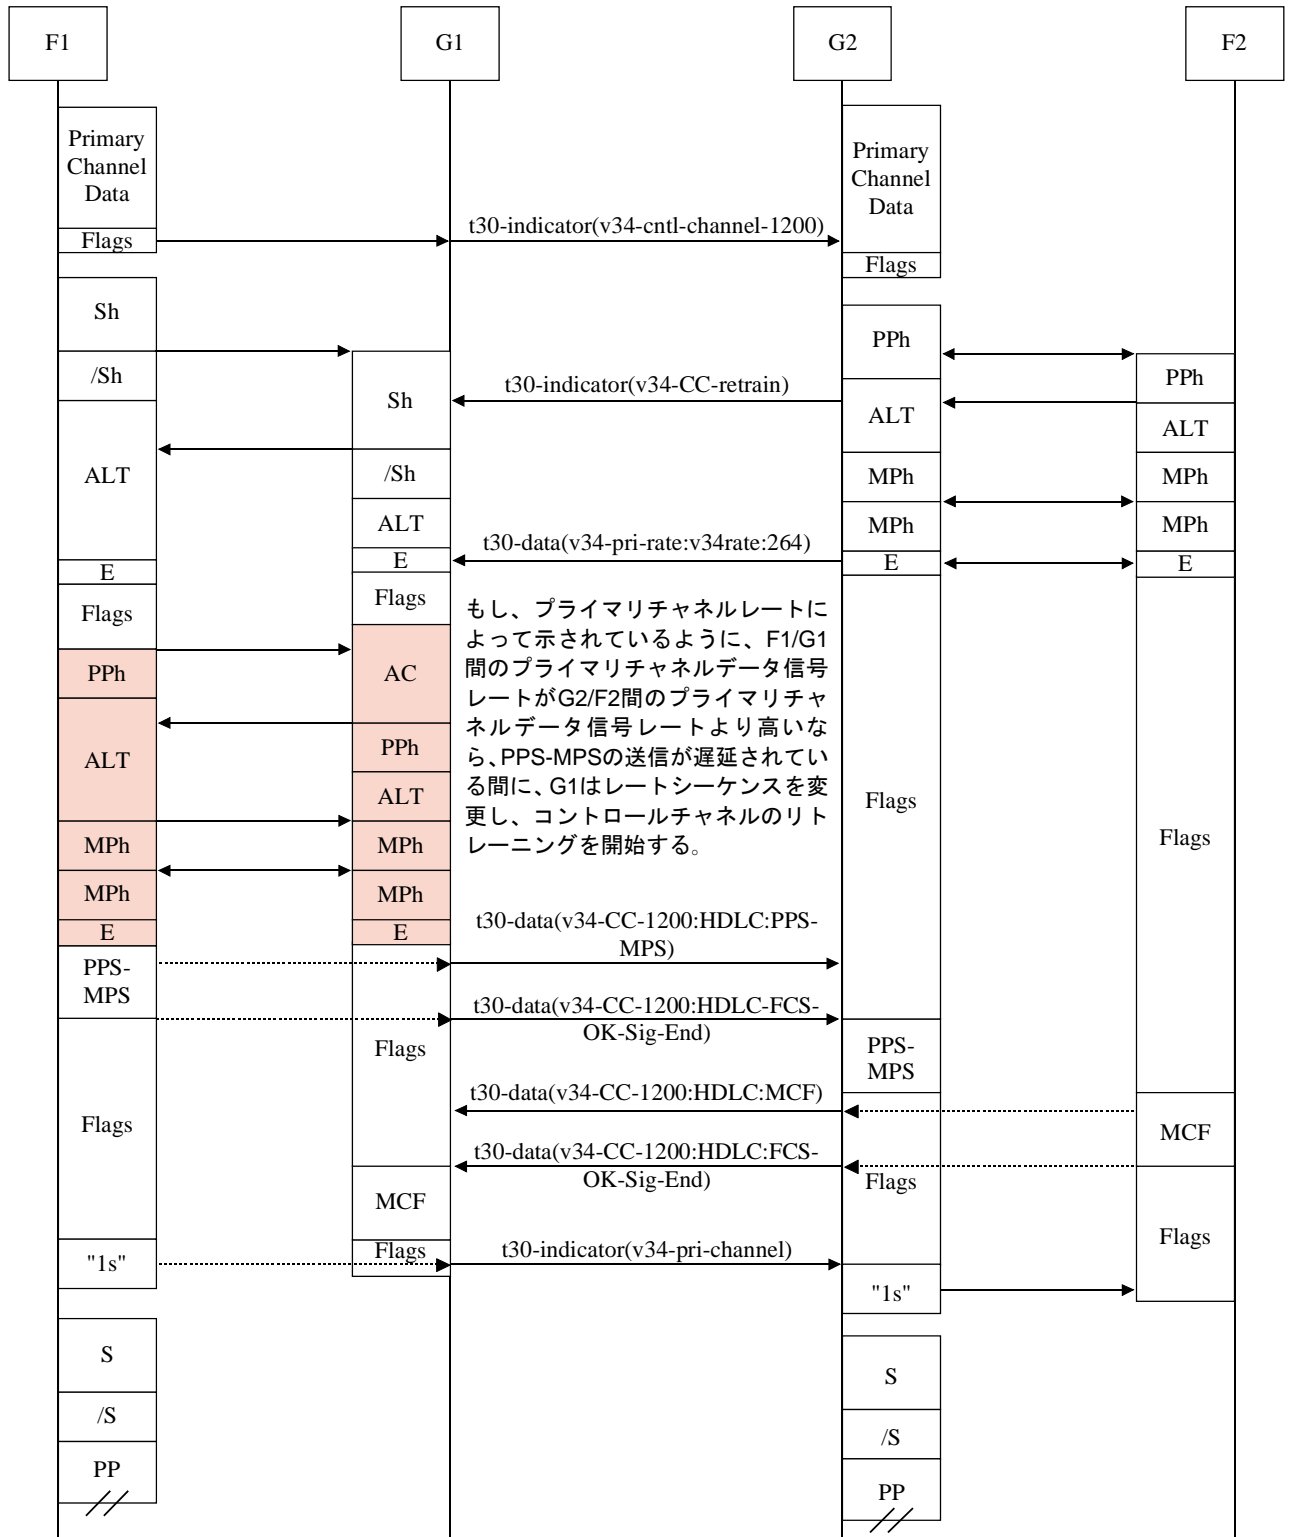 F1
G1
G2
F2
Primary
Channel
Data
Primary
Channel
Data
t30-indicator(v34-cntl-channel-1200)
Flags
Flags
Sh
PPh
/Sh
Sh
t30-indicator(v34-CC-retrain)
PPh
ALT
ALT
ALT
/Sh
MPh
MPh
ALT
MPh
MPh
t30-data(v34-pri-rate:v34rate:264)
E
E
E
E
Flags
Flags
もし、プライマリチャネルレートに
よって示されているように、F1/G1
間のプライマリチャネルデータ信号
レートがG2/F2間のプライマリチャ
ネルデータ信号レートより高いな
ら、PPS-MPSの送信が遅延されてい
る間に、G1はレートシーケンスを変
更し、コントロールチャネルのリト
レーニングを開始する。
PPh
AC
ALT
PPh
ALT
Flags
Flags
MPh
MPh
MPh
MPh
E
E
t30-data(v34-CC-1200:HDLC:PPS-
MPS)
PPS-
MPS
t30-data(v34-CC-1200:HDLC-FCS-
OK-Sig-End)
Flags
PPS-
MPS
t30-data(v34-CC-1200:HDLC:MCF)
Flags
MCF
t30-data(v34-CC-1200:HDLC:FCS-
OK-Sig-End)
Flags
MCF
Flags
t30-indicator(v34-pri-channel)
Flags
"1s"
"1s"
S
S
/S
/S
PP
PP